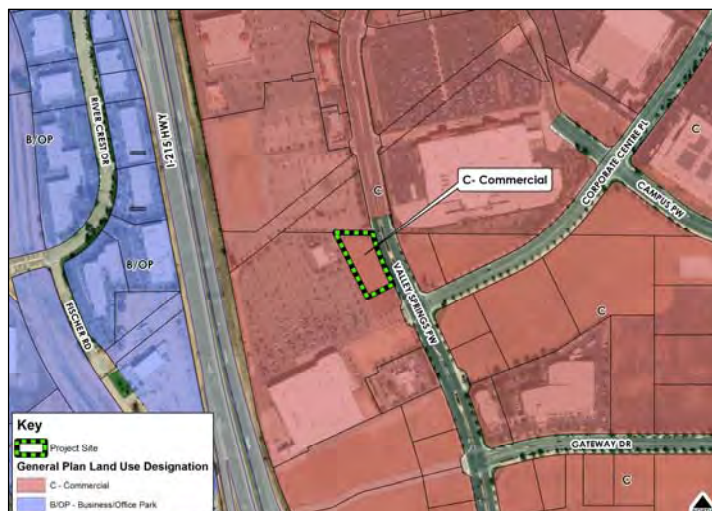 RIVER CREST DR
B/OP
I-215 HWY
C
CORPORATE CENTRE PL
CAMPUS PW
C- Commercial
C
B/OP
FISCHER RD
VALLEY SPRINGS PW
C
GATEWAY DR
C
Key
Project Site
General Plan Land Use Designation
C - Commercial
B/OP - Business/Office Park